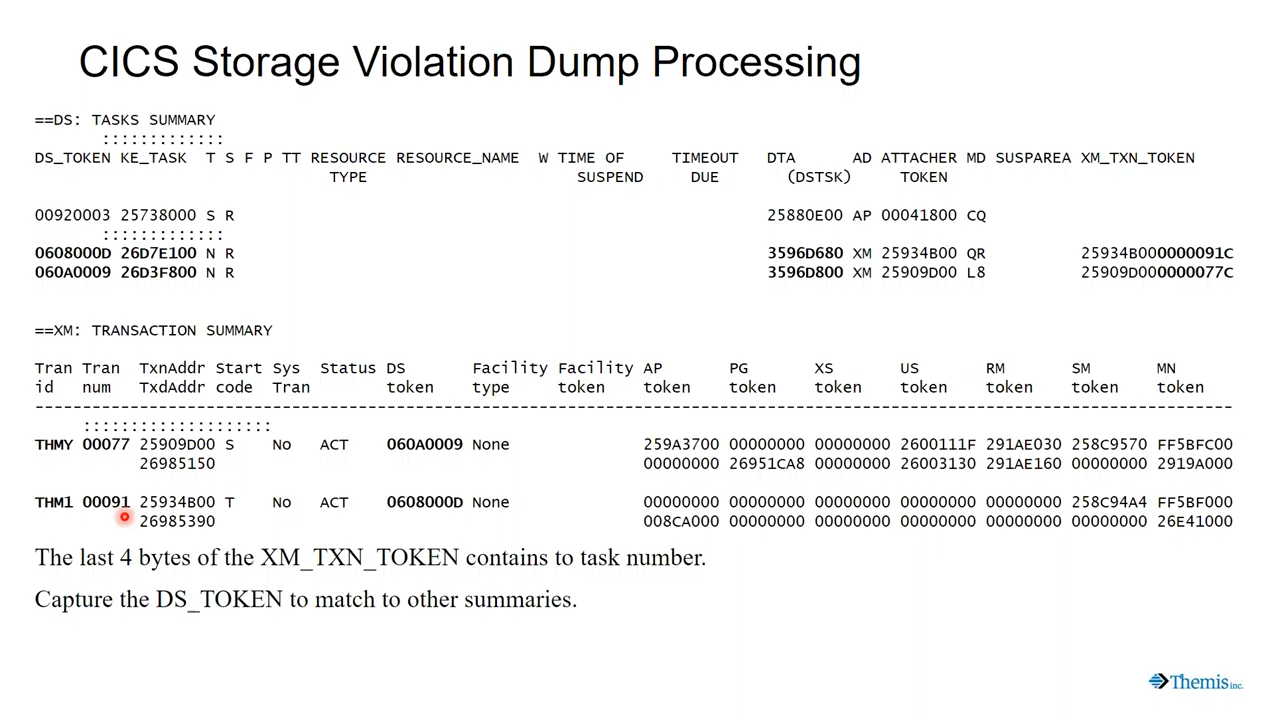 CICS Storage Violation Dump Processing
==DS: TASKS SUMMARY
:::::::::::::
DS_TOKEN KE_TASK T S F P TT RESOURCE RESOURCE_NAME W TIME OF TIMEOUT DTA AD ATTACHER MD SUSPAREA XM_TXN_TOKEN
TYPE SUSPEND DUE (DSTSK) TOKEN
00920003 25738000 S R 25880E00 AP 00041800 CQ
:::::::::::::
0608000D 26D7E100 N R 3596D680 XM 25934B00 QR 25934B000000091C
060A0009 26D3F800 N R 3596D800 XM 25909D00 L8 25909D000000077C
==XM: TRANSACTION SUMMARY
Tran Tran TxnAddr Start Sys Status DS Facility Facility AP PG XS US RM SM MN
id num TxdAddr code Tran token type token token token token token token token token
------------------------------------------------------------------------------------------------------------------------------
::::::::::::::::::::
THMY 00077 25909D00 S No ACT 060A0009 None 259A3700 00000000 00000000 2600111F 291AE030 258C9570 FF5BFC00
26985150 00000000 26951CA8 00000000 26003130 291AE160 00000000 2919A000
THM1 00091 25934B00 T No ACT 0608000D None 00000000 00000000 00000000 00000000 00000000 258C94A4 FF5BF000
26985390 008CA000 00000000 00000000 00000000 00000000 00000000 26E41000
The last 4 bytes of the XM_TXN_TOKEN contains to task number.
Capture the DS_TOKEN to match to other summaries.
Themis inc.